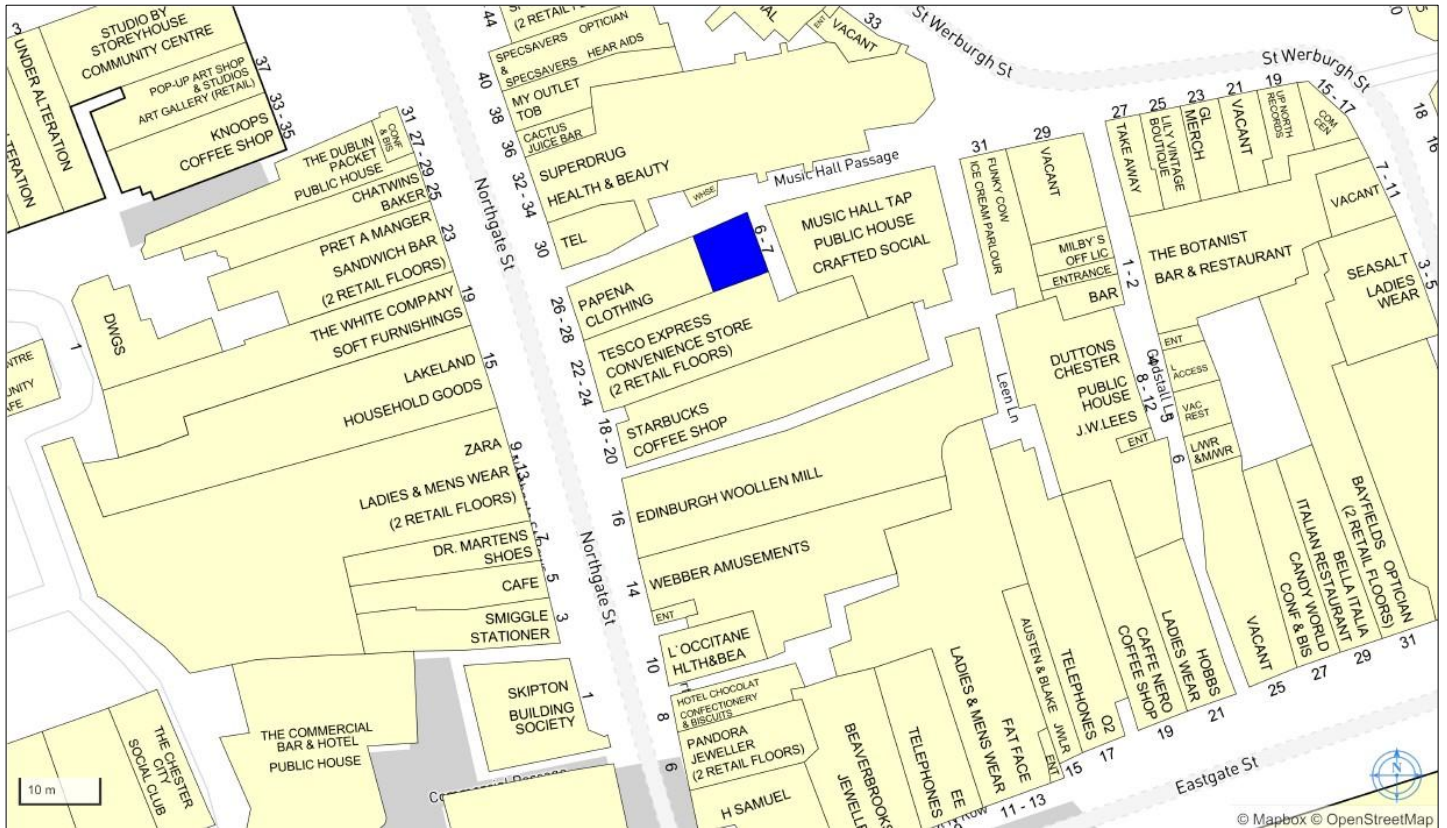 STUDIO BY
STOREYHOUSE
COMMUNITY CENTRE
UNDER ALTERATION
POP-UP ART SHOP
& STUDIOS
ART GALLERY (RETAIL)
37
33 - 35
KNOOPS
COFFEE SHOP
THE DUBLIN
PACKET
PUBLIC HOUSE
CONF
& BIS
31
27 - 29
25
CHATWINS
BAKER
23
PRET A MANGER
SANDWICH BAR
(2 RETAIL FLOORS)
19
THE WHITE COMPANY
SOFT FURNISHINGS
15
LAKELAND
HOUSEHOLD GOODS
DWGS
1
ZARA
9 - 13
LADIES & MENS WEAR
(2 RETAIL FLOORS)
7
DR. MARTENS
SHOES
5
CAFE
3
SMIGGLE
STATIONER
1
SKIPTON
BUILDING
SOCIETY
THE COMMERCIAL
BAR & HOTEL
PUBLIC HOUSE
THE CHESTER
CITY
SOCIAL CLUB
Northgate St
Northgate St
44
(2 RETAIL
40
SPECSAVERS OPTICIAN
&
SPECSAVERS HEAR AIDS
38
MY OUTLET
TOB
36
CACTUS
JUICE BAR
32 - 34
SUPERDRUG
HEALTH & BEAUTY
30
TEL
WHSE
ENT
VACANT
33
St Werburgh St
St Werburgh St
Music Hall Passage
6 - 7
26 - 28
PAPENA
CLOTHING
22 - 24
TESCO EXPRESS
CONVENIENCE STORE
(2 RETAIL FLOORS)
18 - 20
STARBUCKS
COFFEE SHOP
16
EDINBURGH WOOLLEN MILL
14
WEBBER AMUSEMENTS
ENT
10
L`OCCITANE
HLTH&BEA
8
HOTEL CHOCOLAT
CONFECTIONERY
& BISCUITS
6
PANDORA
JEWELLER
(2 RETAIL FLOORS)
H SAMUEL
MUSIC HALL TAP
PUBLIC HOUSE
CRAFTED SOCIAL
31
FUNKY COW
ICE CREAM PARLOUR
29
VACANT
MILBY`S
OFF LIC
ENTRANCE
BAR
1 - 2
27
TAKE AWAY
25
LILY VINTAGE
BOUTIQUE
23
GL
MERCH
21
VACANT
19
UP NORTH
RECORDS
15 - 17
COM
CEN
7 - 11
VACANT
18
16
THE BOTANIST
BAR & RESTAURANT
3 - 5
SEASALT
LADIES
WEAR
Leen Ln
DUTTONS
CHESTER
PUBLIC
HOUSE
J.W.LEES
ENT
8 - 12
Godstall Ln
ENT
L
ACCESS
VAC
REST
L/WR
&M/WR
6
BEAVERBROOKS
TELEPHONES
EE
LADIES & MENS WEAR
FAT FACE
11 - 13
AUSTEN & BLAKE JWLR
ENT
15
TELEPHONES
O2
17
CAFFE NERO
COFFEE SHOP
19
LADIES WEAR
HOBBS
21
VACANT
25
CANDY WORLD
CONF & BIS
27
BELLA ITALIA
ITALIAN RESTAURANT
29
BAYFIELDS OPTICIAN
(2 RETAIL FLOORS)
31
Eastgate St
10 m
N
© Mapbox © OpenStreetMap